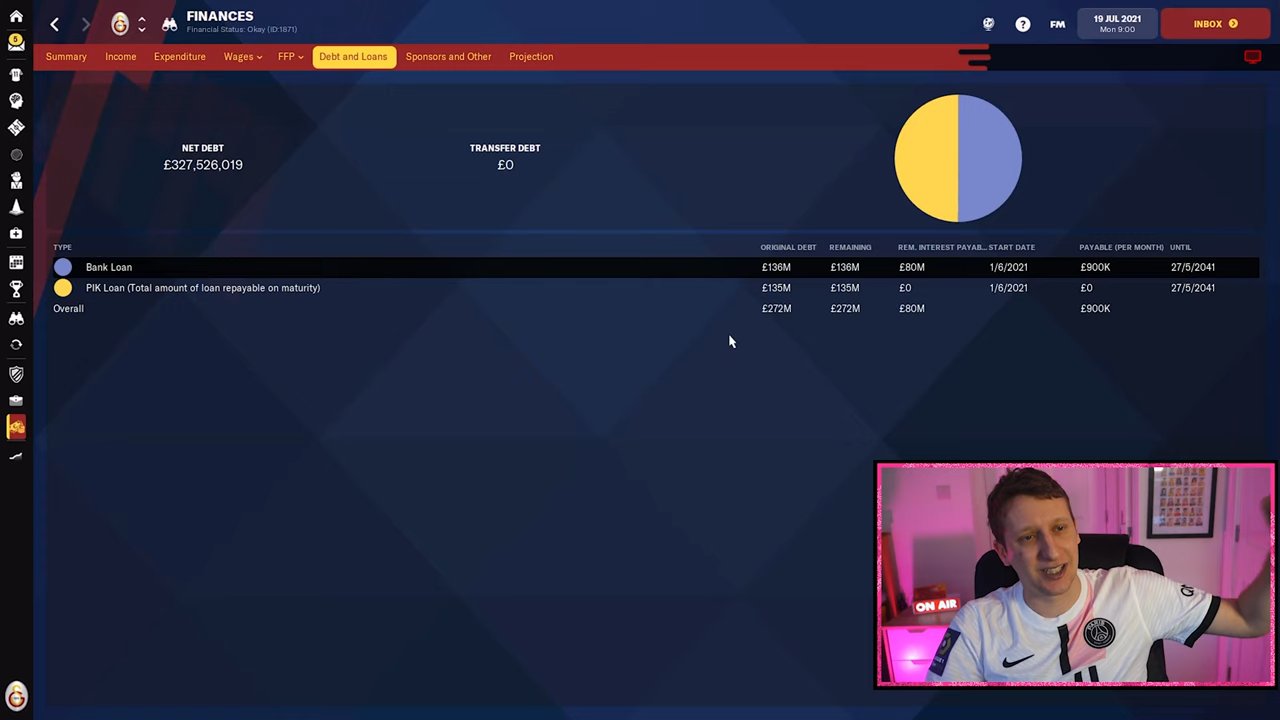 FINANCES
Financial Status: Okay (ID:1871)
5
FM
19 JUL 2021
Mon 9:00
INBOX
Summary Income Expenditure Wages FFP Debt and Loans Sponsors and Other Projection
NET DEBT
£327,526,019
TRANSFER DEBT
£0
TYPE ORIGINAL DEBT REMAINING REM. INTEREST PAYAB... START DATE PAYABLE (PER MONTH) UNTIL
Bank Loan £136M £136M £80M 1/6/2021 £900K 27/5/2041
PIK Loan (Total amount of loan repayable on maturity) £135M £135M £0 1/6/2021 £0 27/5/2041
Overall £272M £272M £80M £900K
ON AIR
PARIS